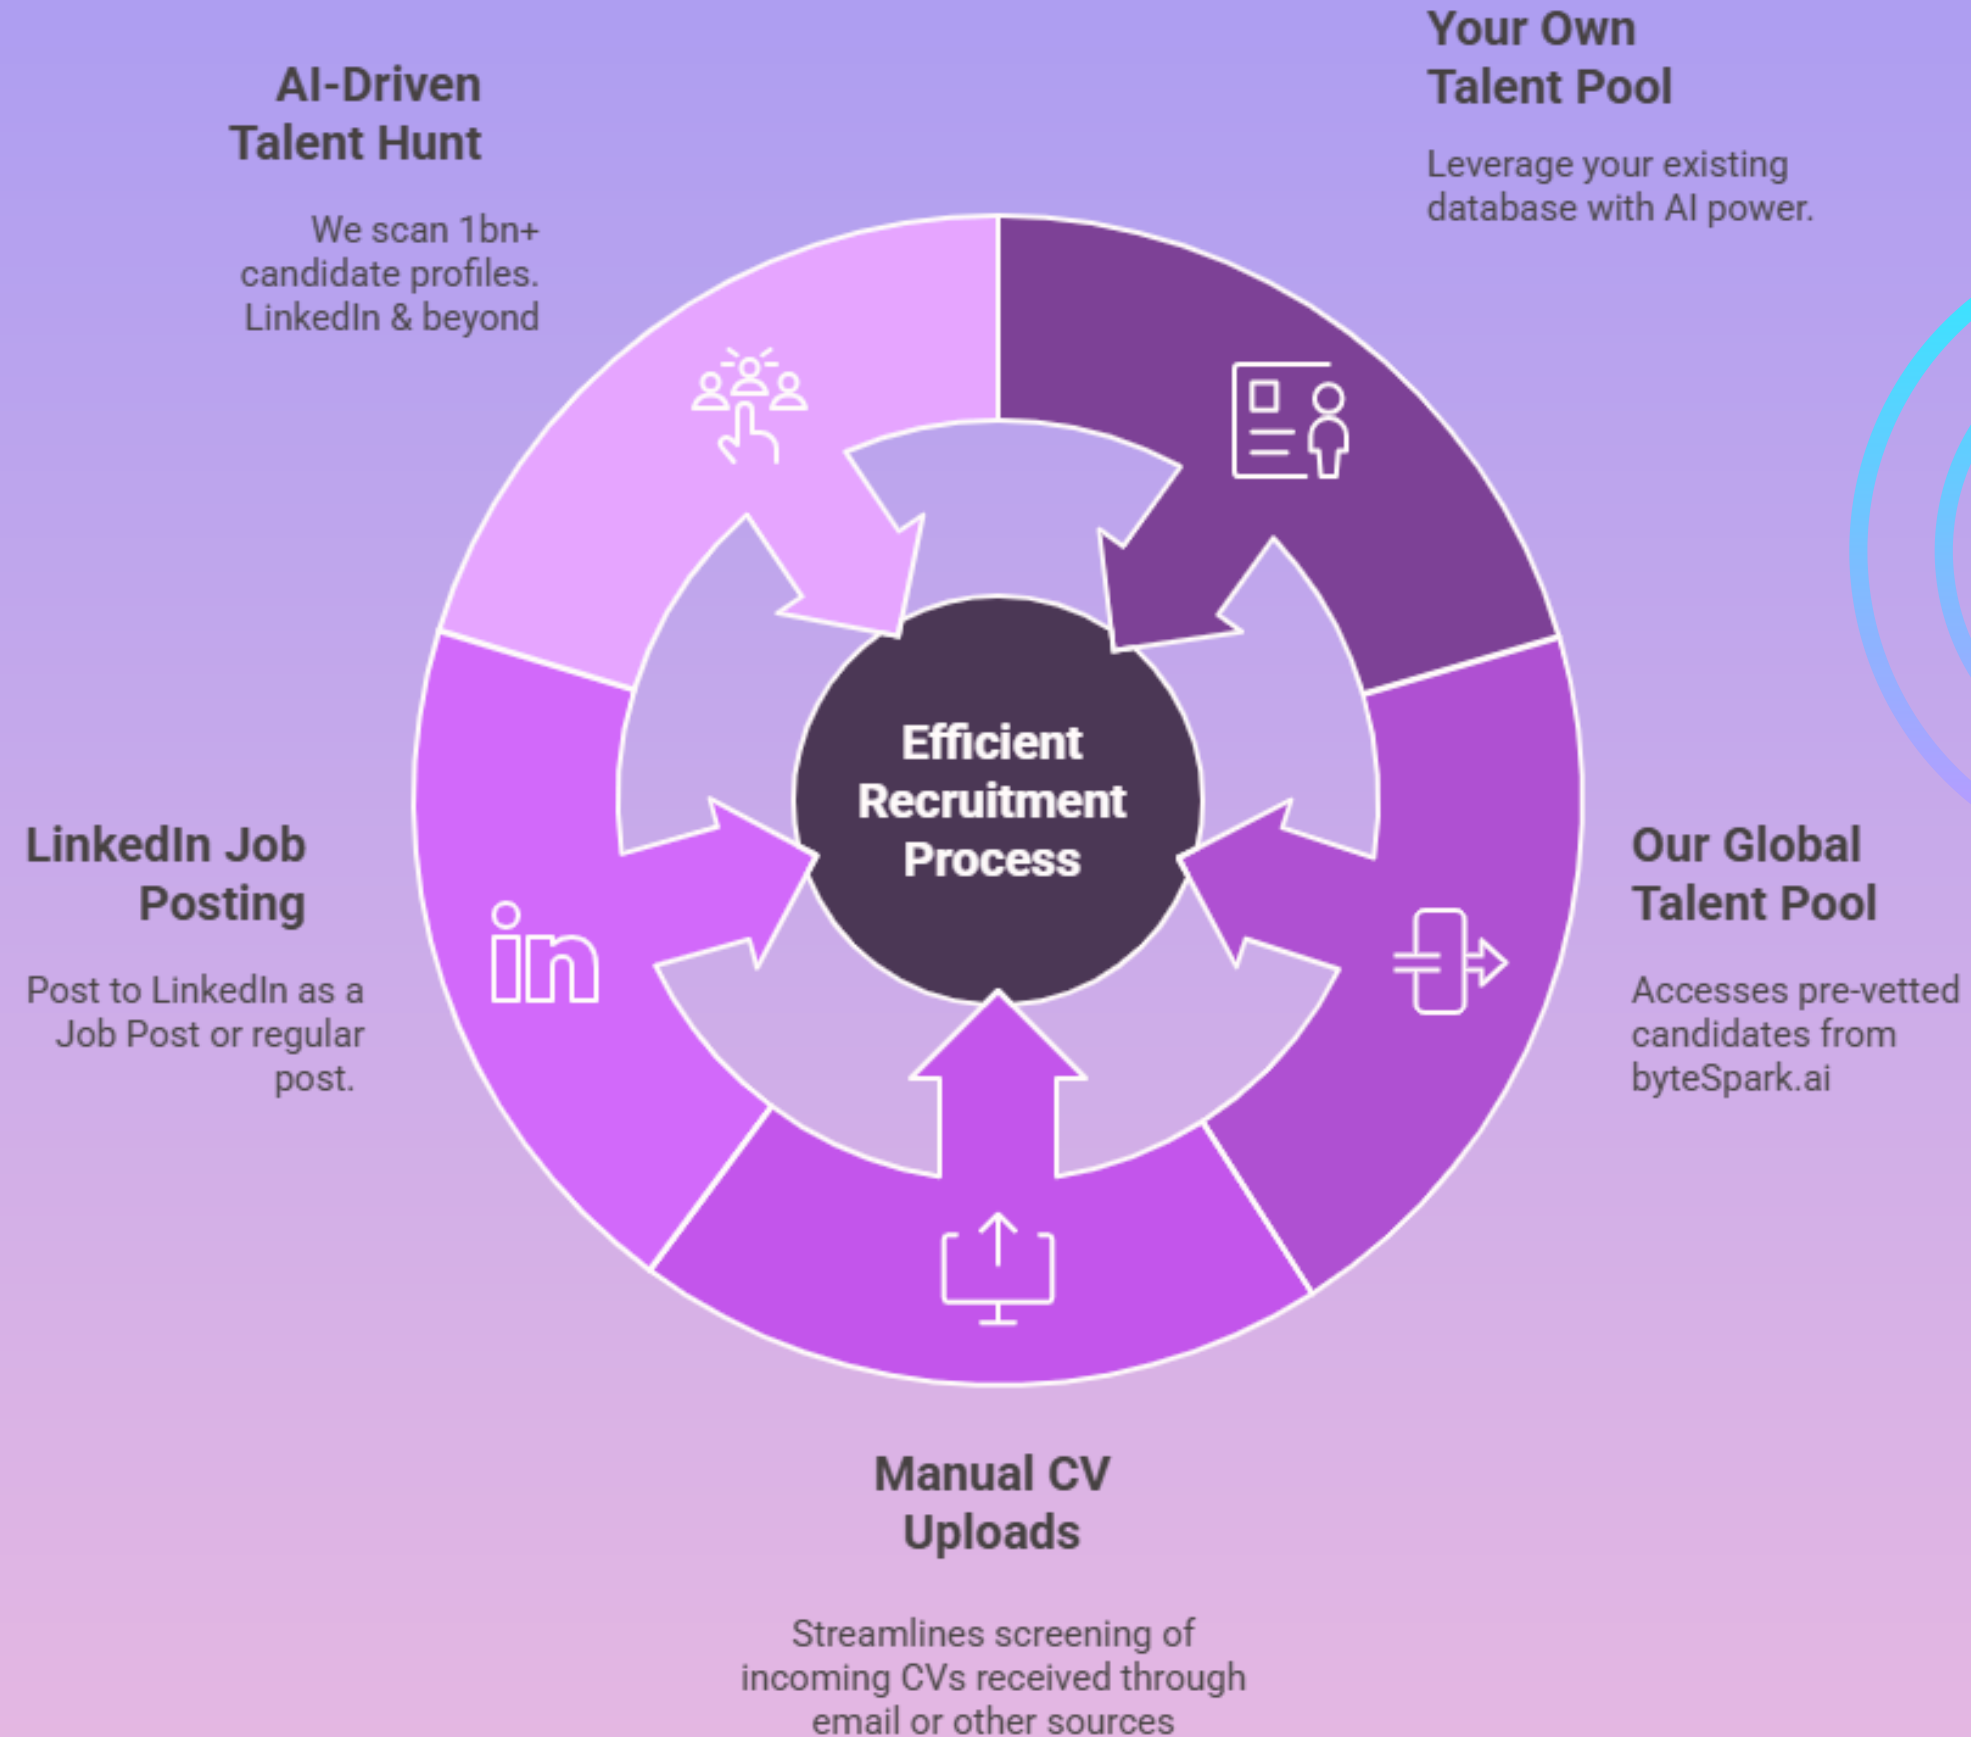 AI-Driven
Talent Hunt
We scan 1bn+
candidate profiles.
LinkedIn & beyond
Your Own
Talent Pool
Leverage your existing
database with AI power.
Efficient
Recruitment
Process
LinkedIn Job
Posting
Post to LinkedIn as a
Job Post or regular
post.
in
Our Global
Talent Pool
Accesses pre-vetted
candidates from
byteSpark.ai
Manual CV
Uploads
Streamlines screening of
incoming CVs received through
email or other sources